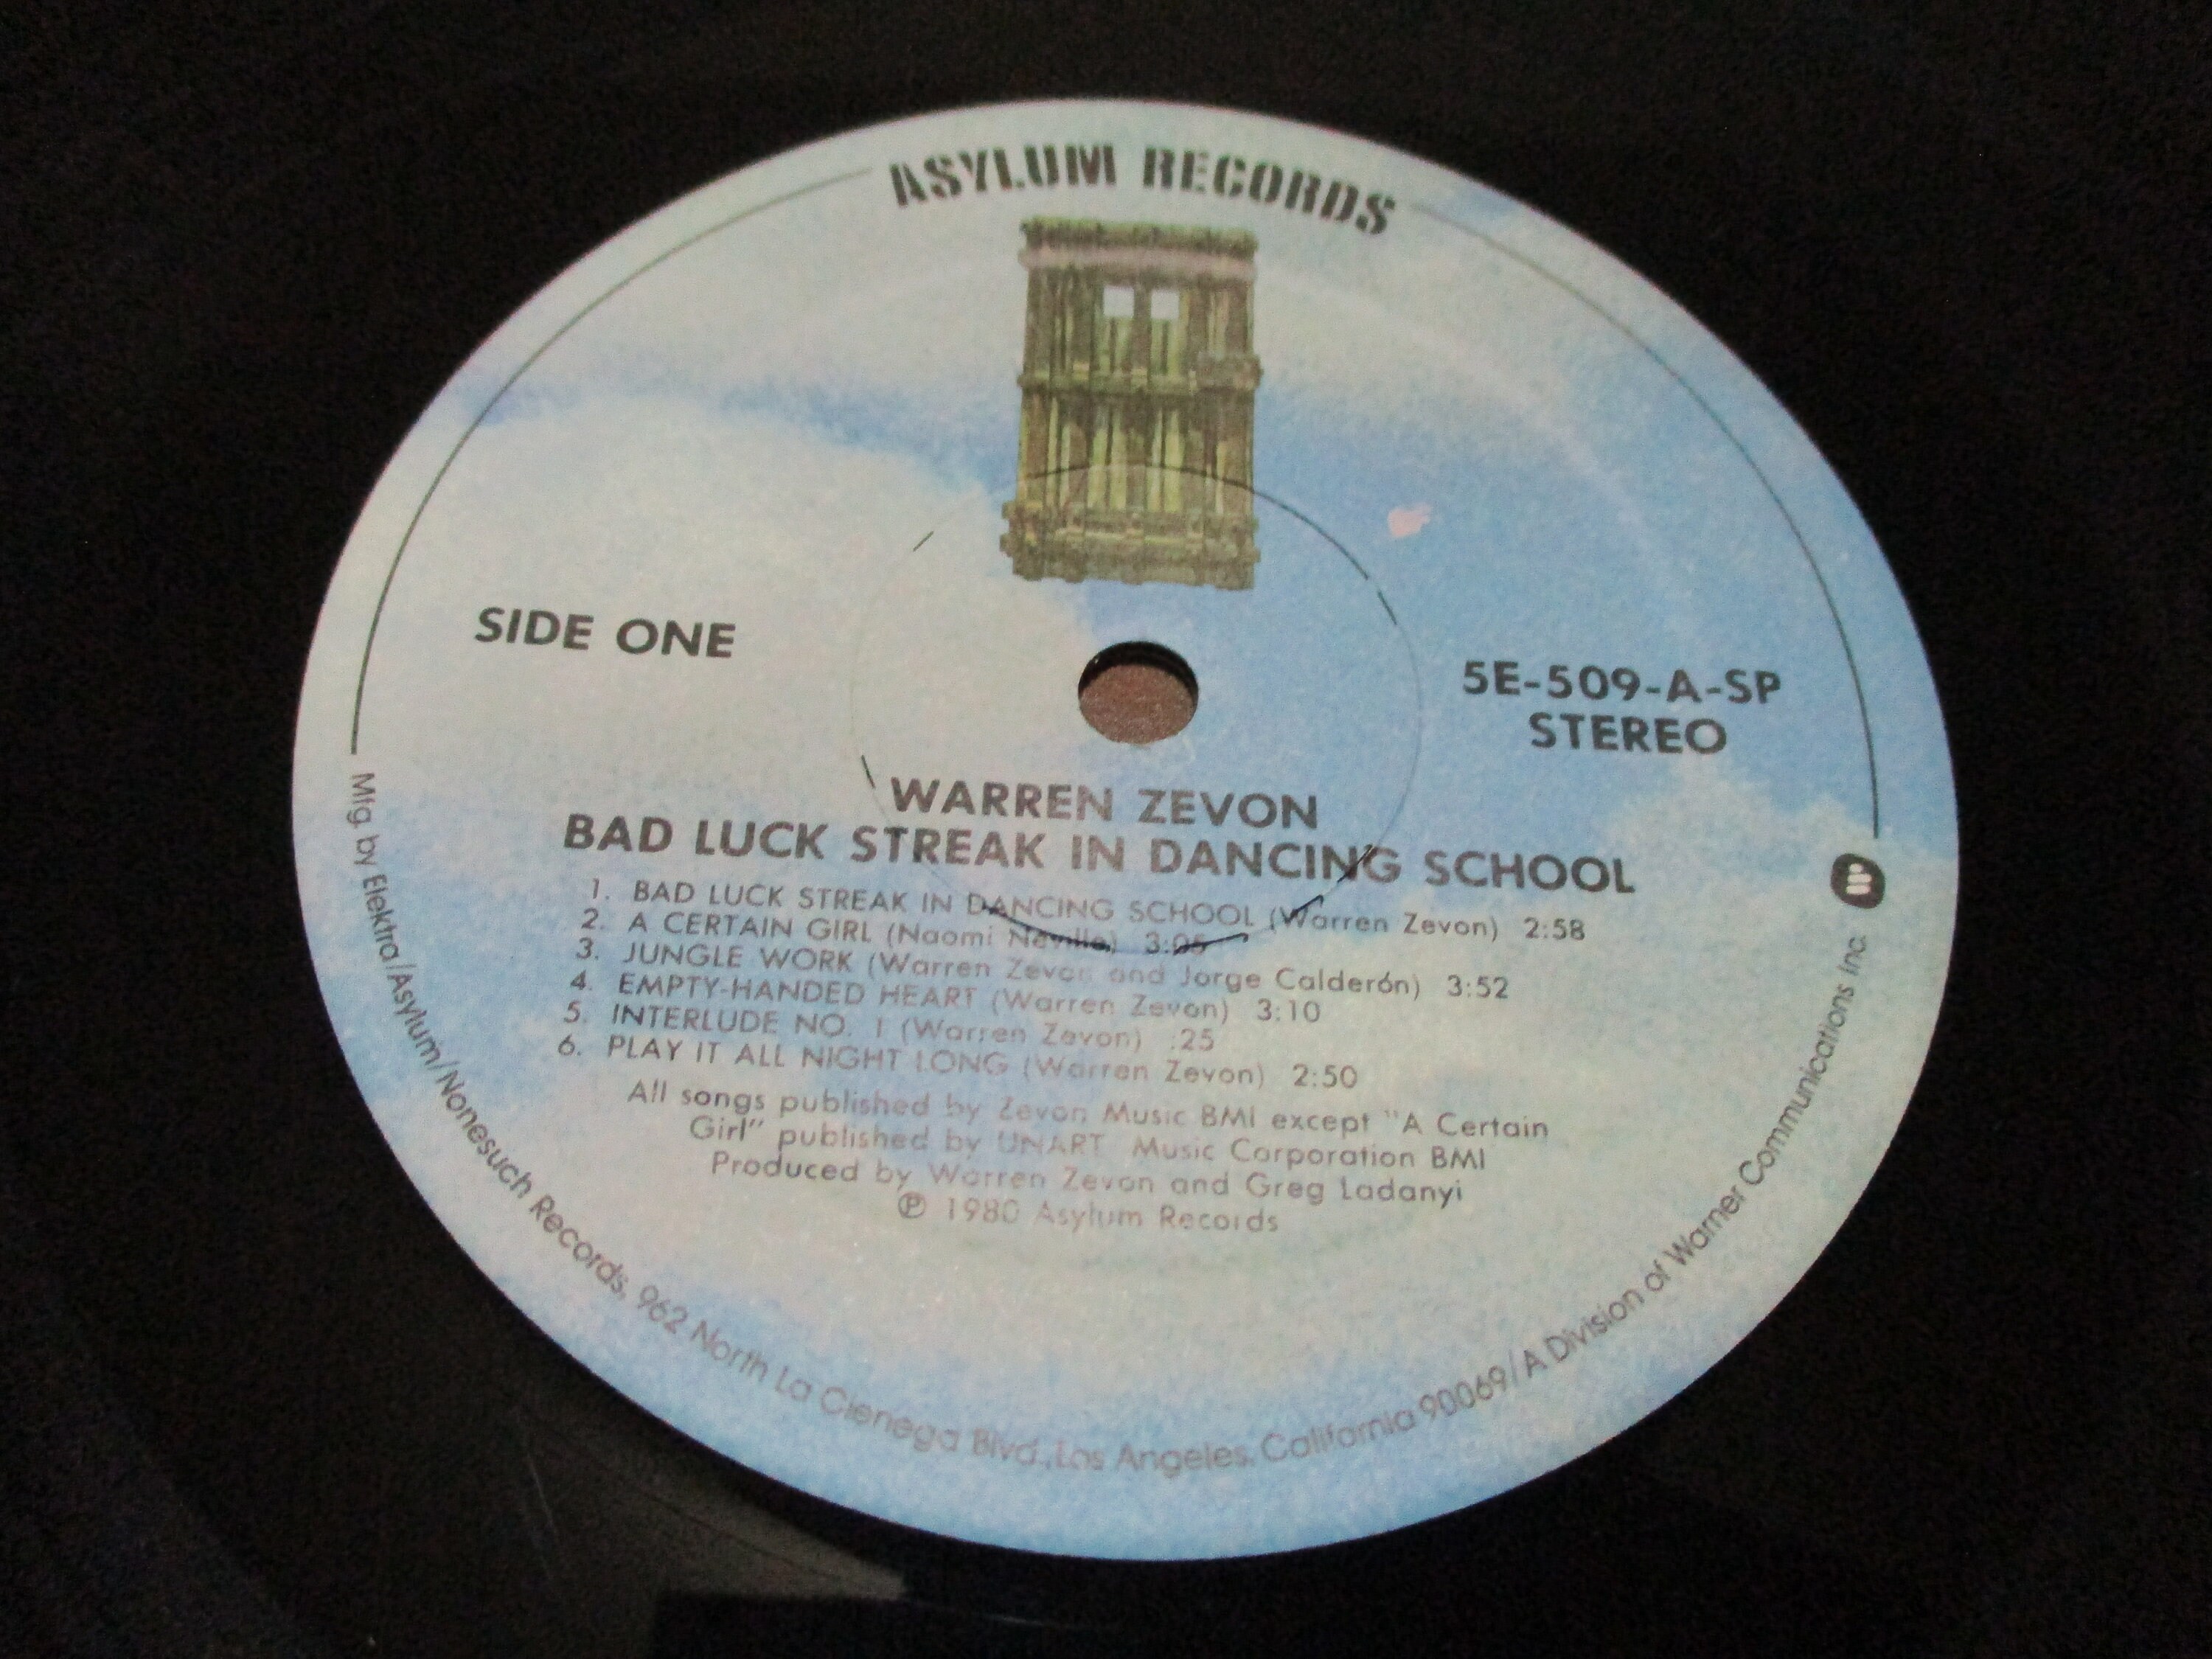 ASYLUM RECORDS
SIDE ONE
5E-509-A-SP
STEREO
WARREN ZEVON
BAD LUCK STREAK IN DANCING SCHOOL
1. BAD LUCK STREAK IN DANCING SCHOOL (Warren Zevon) 2:58
2. A CERTAIN GIRL (Naomi Neville) 3:05
3. JUNGLE WORK (Warren Zevon and Jorge Calderón) 3:52
4. EMPTY-HANDED HEART (Warren Zevon) 3:10
5. INTERLUDE NO. 1 (Warren Zevon) :25
6. PLAY IT ALL NIGHT LONG (Warren Zevon) 2:50
All songs published by Zevon Music BMI except "A Certain
Girl" published by UNART Music Corporation BMI
Produced by Warren Zevon and Greg Ladanyi
℗ 1980 Asylum Records
Mfg. by Elektra/Asylum/Nonesuch Records, 962 North La Cienega Blvd., Los Angeles, California 90069/A Division of Warner Communications Inc.